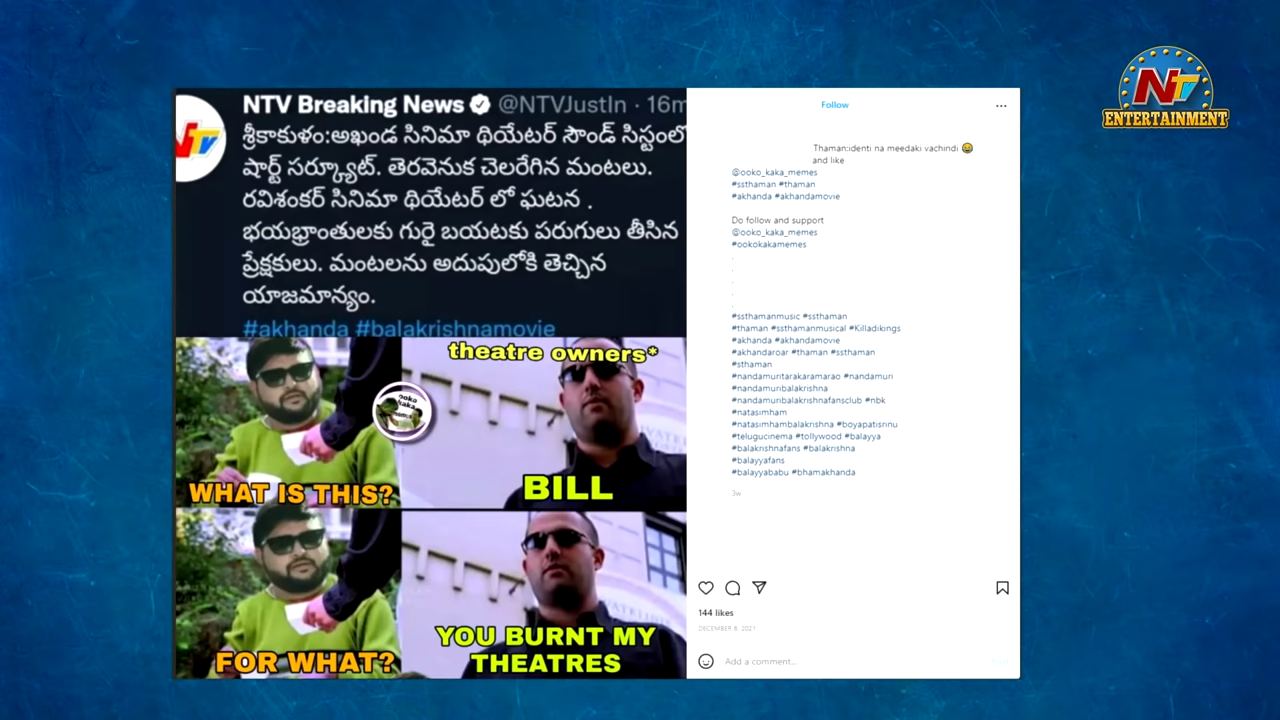 NTV
ENTERTAINMENT
NTV
NTV Breaking News @NTVJustIn · 16m
శ్రీకాకుళం:అఖండ సినిమా థియేటర్ సౌండ్ సిస్టంలో
షార్ట్ సర్క్యూట్. తెరవెనుక చెలరేగిన మంటలు.
రవిశంకర్ సినిమా థియేటర్ లో ఘటన .
భయభ్రాంతులకు గురై బయటకు పరుగులు తీసిన
ప్రేక్షకులు. మంటలను అదుపులోకి తెచ్చిన
యాజమాన్యం.
#akhanda #balakrishnamovie
theatre owners*
ooko
kaka
WHAT IS THIS?
BILL
FOR WHAT?
YOU BURNT MY
THEATRES
Follow
Thaman:identi na meedaki vachindi 😂
and like
@ooko_kaka_memes
#ssthaman #thaman
#akhanda #akhandamovie
Do follow and support
@ooko_kaka_memes
#ookokakamemes
.
.
.
.
.
#ssthamanmusic #ssthaman
#thaman #ssthamanmusical #Killadikings
#akhanda #akhandamovie
#akhandaroar #thaman #ssthaman
#sthaman
#nandamuritarakaramarao #nandamuri
#nandamuribalakrishna
#nandamuribalakrishnafansclub #nbk
#natasimham
#natasimhambalakrishna #boyapatisrinu
#telugucinema #tollywood #balayya
#balakrishnafans #balakrishna
#balayyafans
#balayyababu #bhamakhanda
3w
144 likes
DECEMBER 8, 2021
Add a comment...